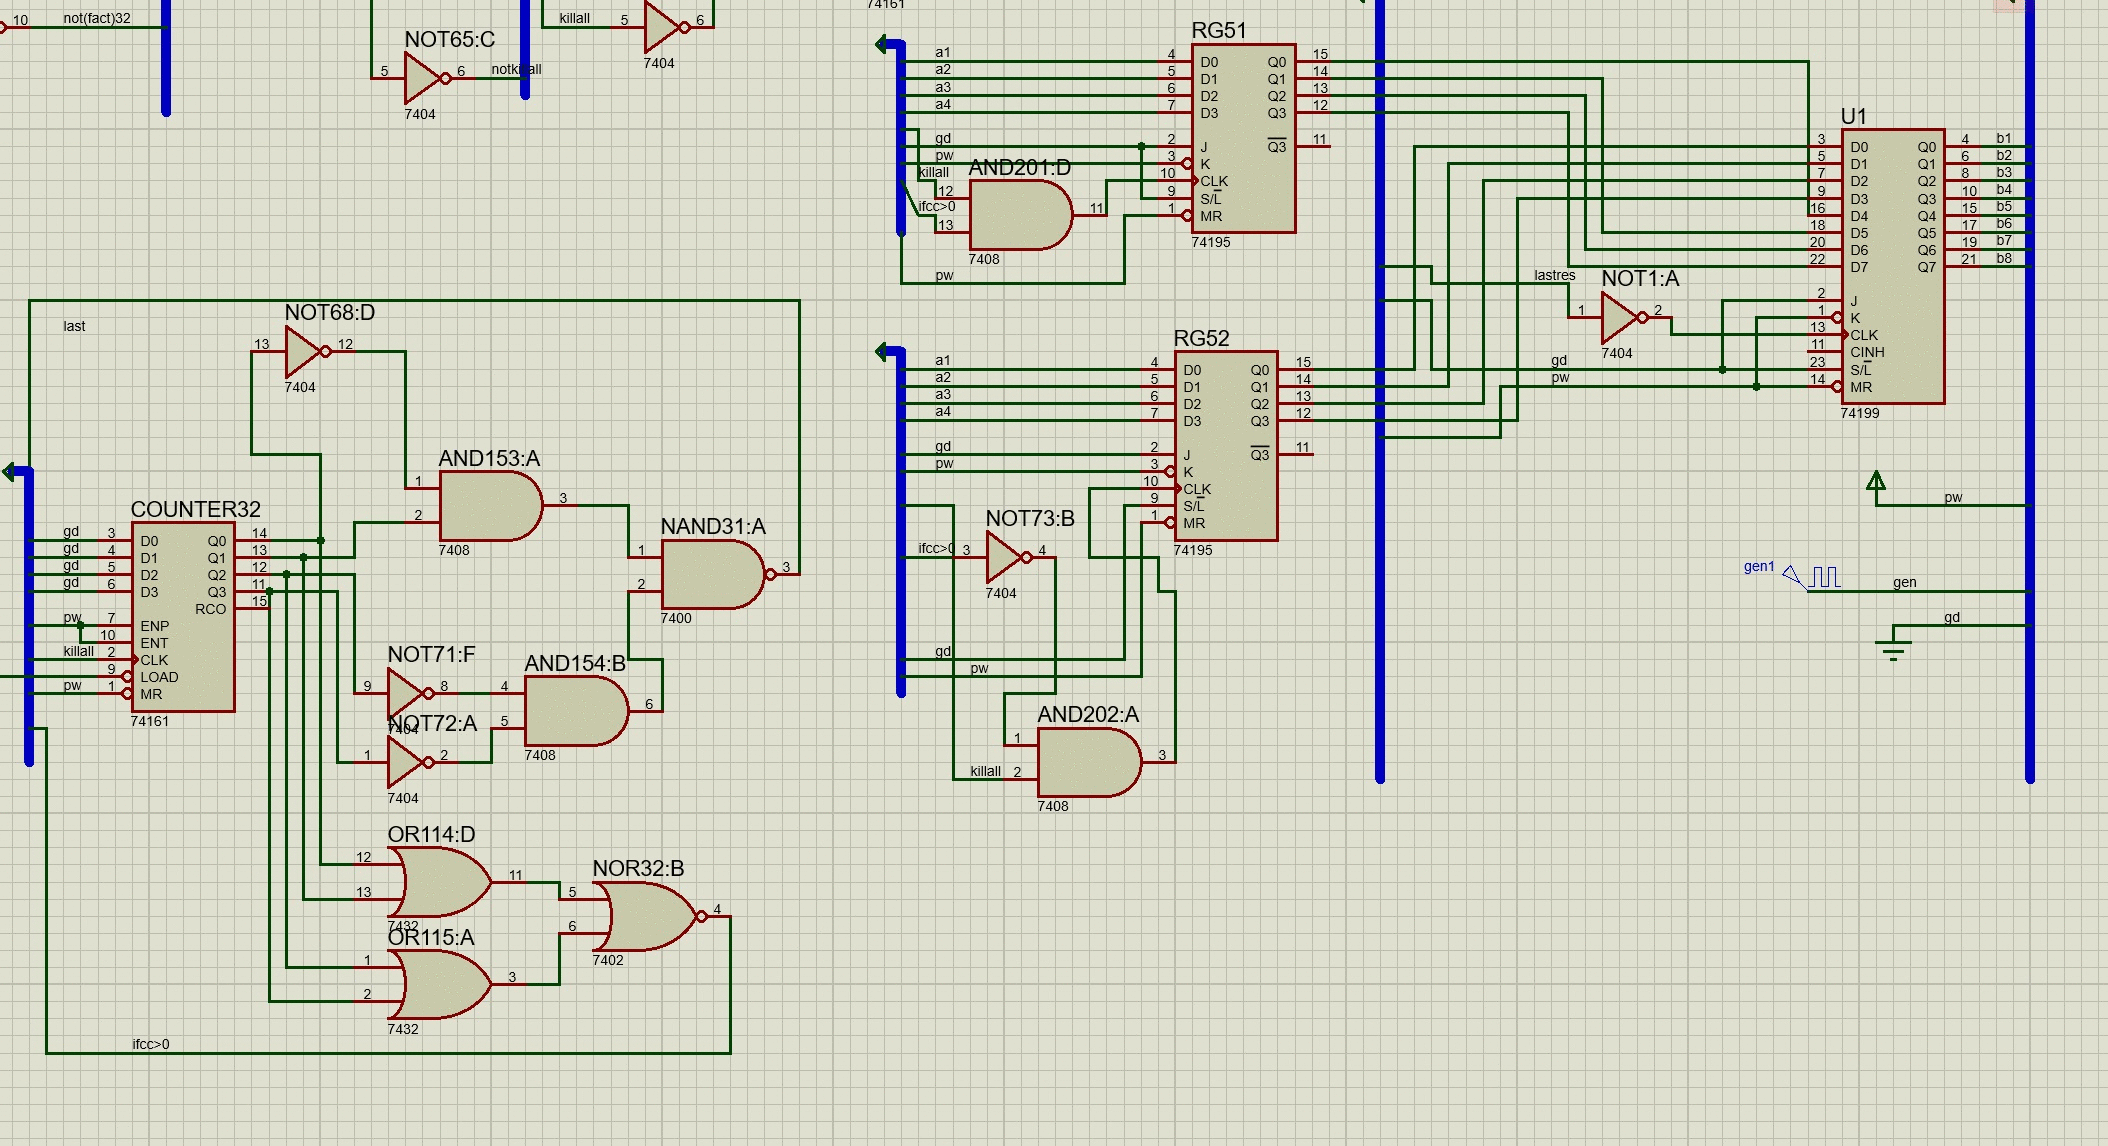 10 not(fact)32
NOT65:C
5 6 notkillall
7404
killall 5 6
7404
74161
RG51
a1 4 D0 Q0 15
a2 5 D1 Q1 14
a3 6 D2 Q2 13
a4 7 D3 Q3 12
gd 2 J Q3 11
pw 3 K
killall 10 CLK
9 S/L
1 MR
74195
AND201:D
12
ifcc>0 13
11
7408
pw
U1
3 D0 Q0 4 b1
5 D1 Q1 6 b2
7 D2 Q2 8 b3
9 D3 Q3 10 b4
16 D4 Q4 15 b5
18 D5 Q5 17 b6
20 D6 Q6 19 b7
22 D7 Q7 21 b8
2 J
1 K
13 CLK
11 CINH
23 S/L
14 MR
74199
lastres
NOT1:A
1 2
7404
gd
pw
last
NOT68:D
13 12
7404
AND153:A
1
2
3
7408
NAND31:A
1
2
3
7400
COUNTER32
gd 3 D0 Q0 14
gd 4 D1 Q1 13
gd 5 D2 Q2 12
gd 6 D3 Q3 11
RCO 15
pw 7 ENP
10 ENT
killall 2 CLK
9 LOAD
pw 1 MR
74161
NOT71:F
9 8
7404
NOT72:A
1 2
7404
AND154:B
4
5
6
7408
OR114:D
12
13
11
7432
OR115:A
1
2
3
7432
NOR32:B
5
6
4
7402
ifcc>0
RG52
a1 4 D0 Q0 15
a2 5 D1 Q1 14
a3 6 D2 Q2 13
a4 7 D3 Q3 12
gd 2 J Q3 11
pw 3 K
10 CLK
9 S/L
1 MR
74195
NOT73:B
ifcc>0 3 4
7404
gd
pw
AND202:A
1
killall 2
3
7408
pw
gen1
gen
gd